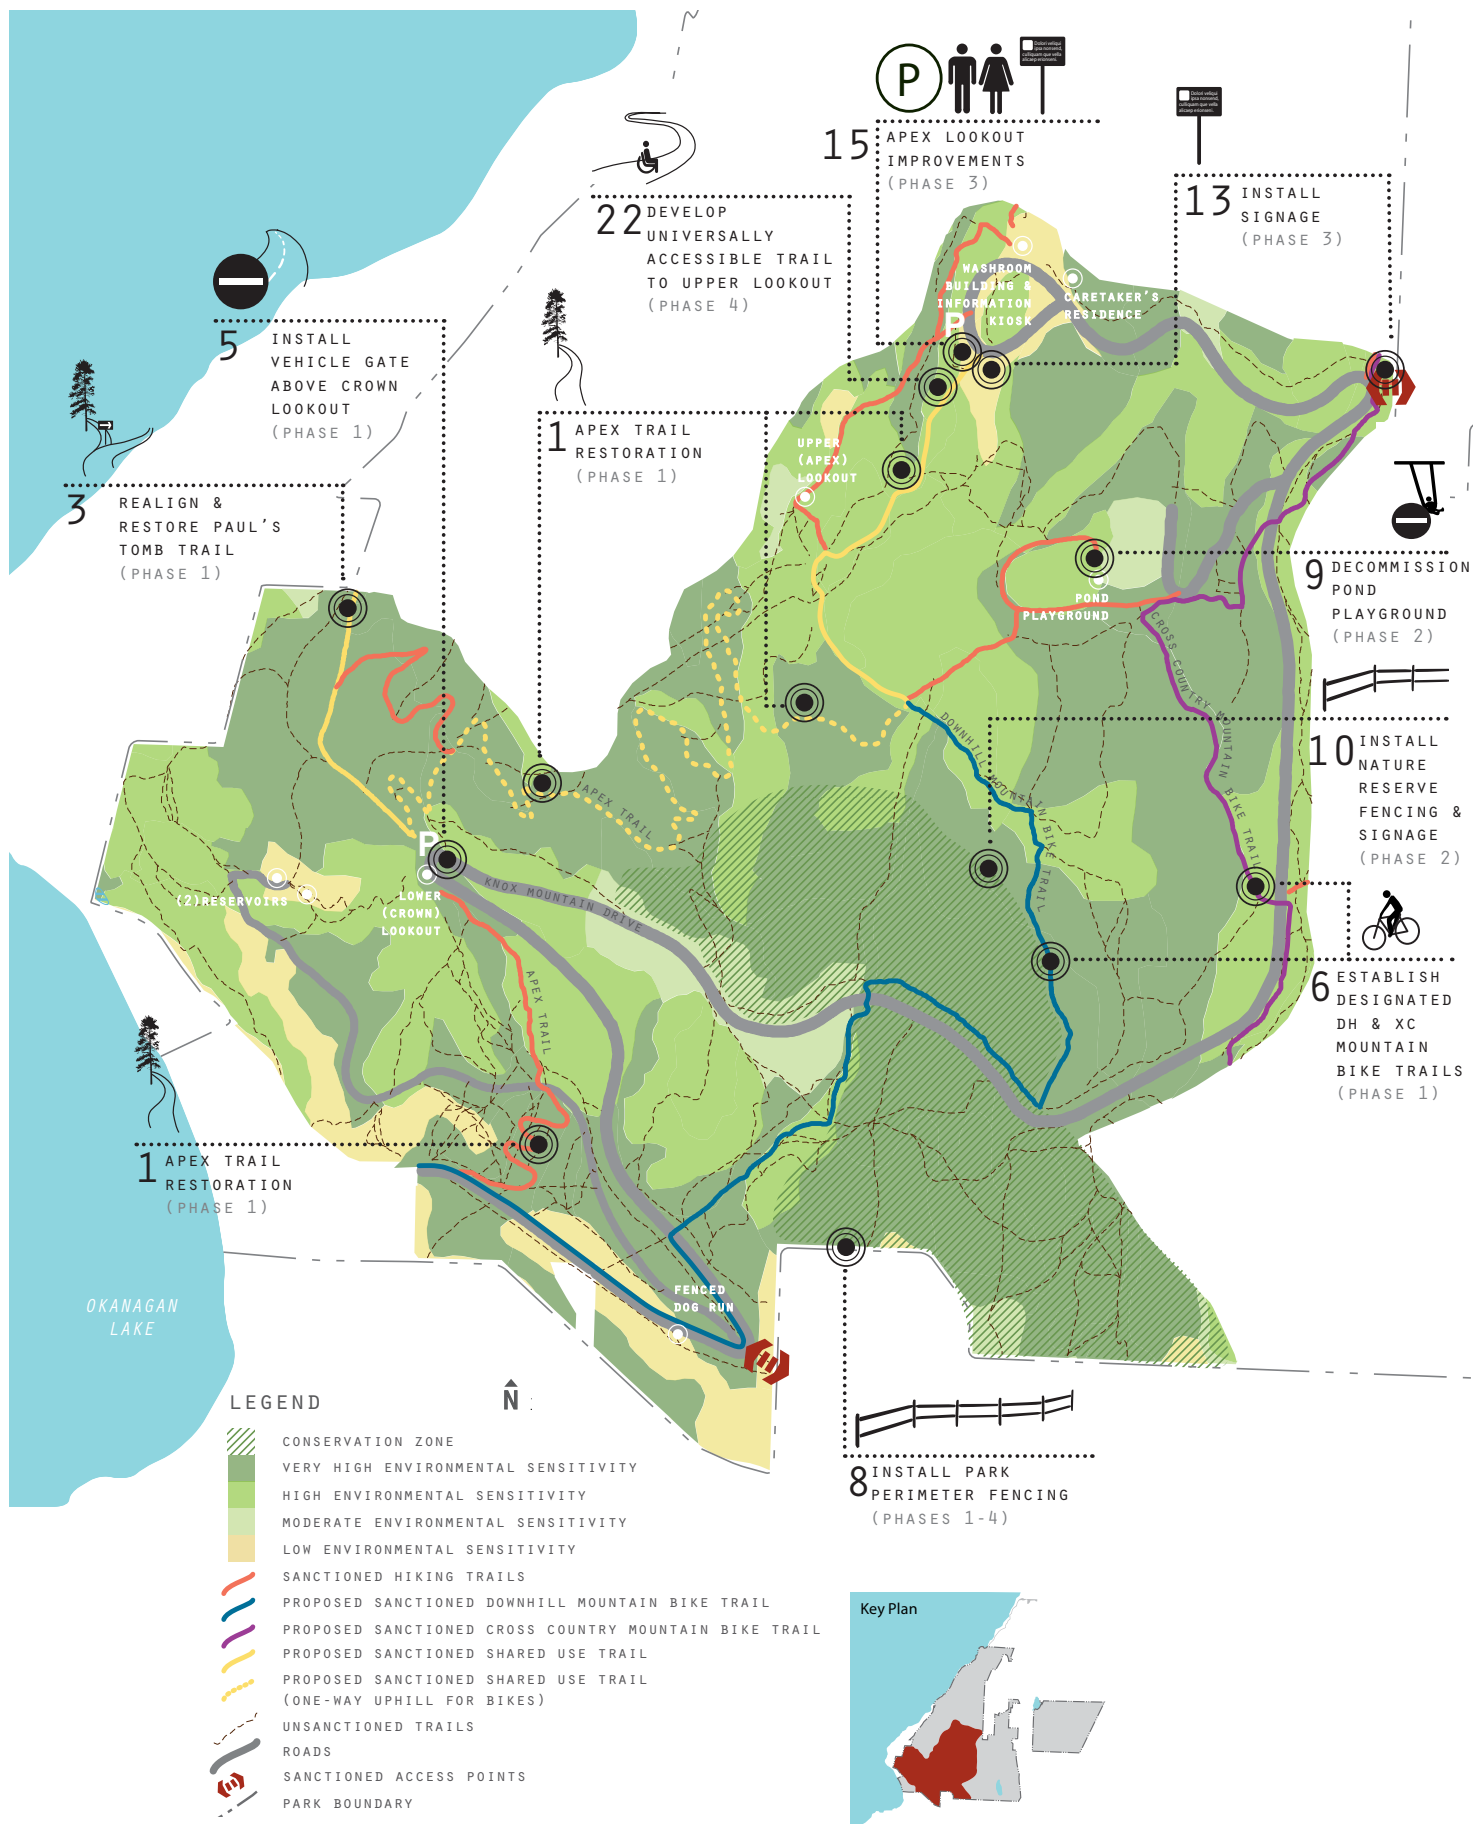 P
15 APEX LOOKOUT
IMPROVEMENTS
(PHASE 3)
13 INSTALL
SIGNAGE
(PHASE 3)
22 DEVELOP
UNIVERSALLY
ACCESSIBLE TRAIL
TO UPPER LOOKOUT
(PHASE 4)
5 INSTALL
VEHICLE GATE
ABOVE CROWN
LOOKOUT
(PHASE 1)
1 APEX TRAIL
RESTORATION
(PHASE 1)
3 REALIGN &
RESTORE PAUL'S
TOMB TRAIL
(PHASE 1)
WASHROOM
BUILDING &
INFORMATION
KIOSK
P
CARETAKER'S
RESIDENCE
UPPER
(APEX)
LOOKOUT
9 DECOMMISSION
POND
PLAYGROUND
(PHASE 2)
POND
PLAYGROUND
CROSS COUNTRY MOUNTAIN BIKE TRAIL
DOWNHILL MOUNTAIN BIKE TRAIL
10 INSTALL
NATURE
RESERVE
FENCING &
SIGNAGE
(PHASE 2)
APEX TRAIL
P
KNOX MOUNTAIN DRIVE
(2)RESERVOIRS
LOWER
(CROWN)
LOOKOUT
APEX TRAIL
6 ESTABLISH
DESIGNATED
DH & XC
MOUNTAIN
BIKE TRAILS
(PHASE 1)
1 APEX TRAIL
RESTORATION
(PHASE 1)
OKANAGAN
LAKE
FENCED
DOG RUN
8 INSTALL PARK
PERIMETER FENCING
(PHASES 1-4)
LEGEND
N
CONSERVATION ZONE
VERY HIGH ENVIRONMENTAL SENSITIVITY
HIGH ENVIRONMENTAL SENSITIVITY
MODERATE ENVIRONMENTAL SENSITIVITY
LOW ENVIRONMENTAL SENSITIVITY
SANCTIONED HIKING TRAILS
PROPOSED SANCTIONED DOWNHILL MOUNTAIN BIKE TRAIL
PROPOSED SANCTIONED CROSS COUNTRY MOUNTAIN BIKE TRAIL
PROPOSED SANCTIONED SHARED USE TRAIL
PROPOSED SANCTIONED SHARED USE TRAIL
(ONE-WAY UPHILL FOR BIKES)
UNSANCTIONED TRAILS
ROADS
SANCTIONED ACCESS POINTS
PARK BOUNDARY
Key Plan